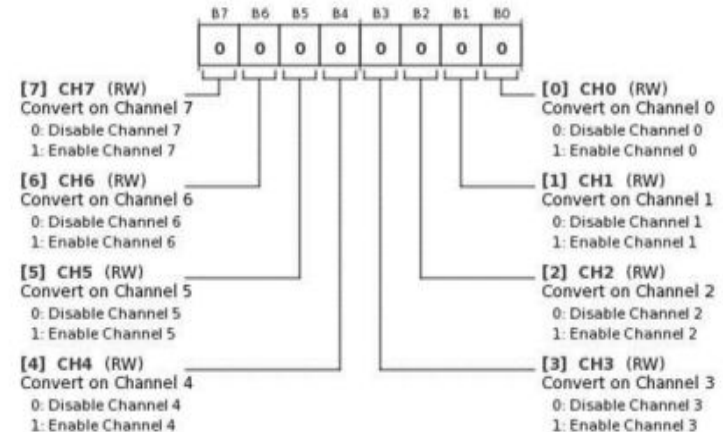 B7 B6 B5 B4 B3 B2 B1 B0
0 0 0 0 0 0 0 0
[7] CH7 (RW)
Convert on Channel 7
0: Disable Channel 7
1: Enable Channel 7
[6] CH6 (RW)
Convert on Channel 6
0: Disable Channel 6
1: Enable Channel 6
[5] CH5 (RW)
Convert on Channel 5
0: Disable Channel 5
1: Enable Channel 5
[4] CH4 (RW)
Convert on Channel 4
0: Disable Channel 4
1: Enable Channel 4
[0] CH0 (RW)
Convert on Channel 0
0: Disable Channel 0
1: Enable Channel 0
[1] CH1 (RW)
Convert on Channel 1
0: Disable Channel 1
1: Enable Channel 1
[2] CH2 (RW)
Convert on Channel 2
0: Disable Channel 2
1: Enable Channel 2
[3] CH3 (RW)
Convert on Channel 3
0: Disable Channel 3
1: Enable Channel 3